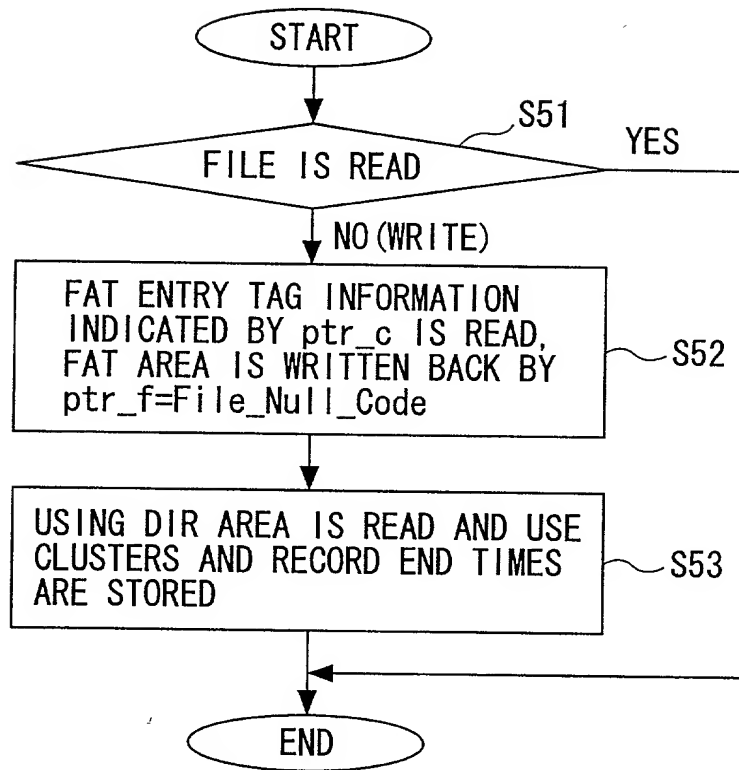 START
S51
FILE IS READ
YES
NO(WRITE)
FAT ENTRY TAG INFORMATION
INDICATED BY ptr_c IS READ,
FAT AREA IS WRITTEN BACK BY
ptr_f=File_Null_Code
S52
USING DIR AREA IS READ AND USE
CLUSTERS AND RECORD END TIMES
ARE STORED
S53
END